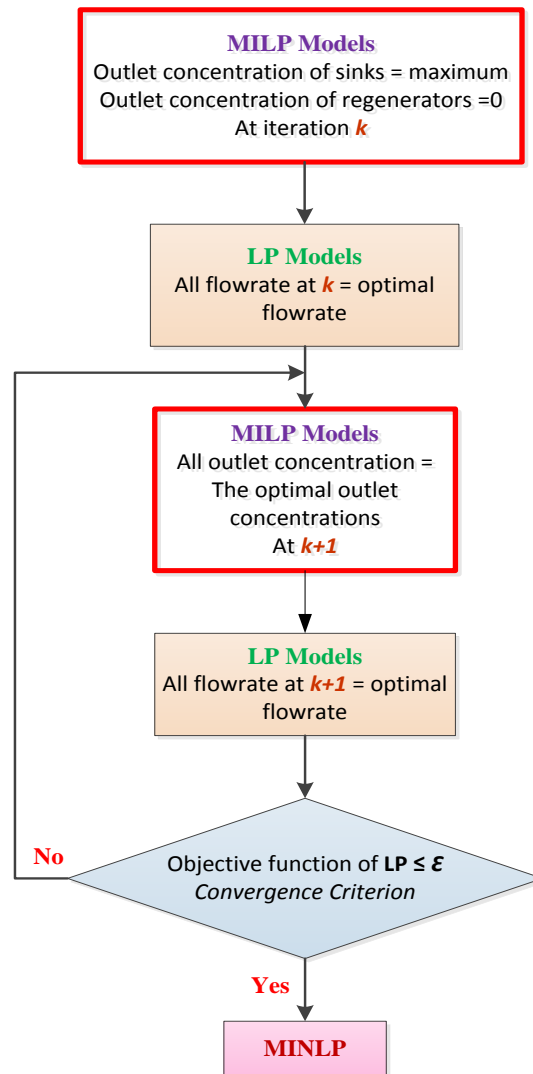 MILP Models
Outlet concentration of sinks = maximum
Outlet concentration of regenerators =0
At iteration k
LP Models
All flowrate at k = optimal
flowrate
MILP Models
All outlet concentration =
The optimal outlet
concentrations
At k+1
LP Models
All flowrate at k+1 = optimal
flowrate
No
Objective function of LP ≤ ℇ
Convergence Criterion
Yes
MINLP